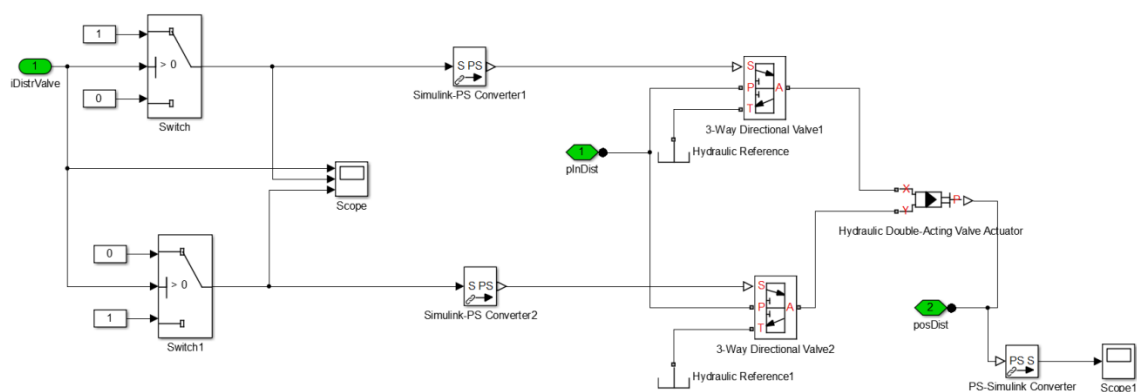 1
1
iDistrValve
> 0
0
Switch
S PS
Simulink-PS Converter1
S
P
A
T
3-Way Directional Valve1
Hydraulic Reference
1
pInDist
Scope
X
Y
P
Hydraulic Double-Acting Valve Actuator
0
> 0
1
Switch1
S PS
Simulink-PS Converter2
S
P
A
T
3-Way Directional Valve2
Hydraulic Reference1
2
posDist
PS S
PS-Simulink Converter
Scope1